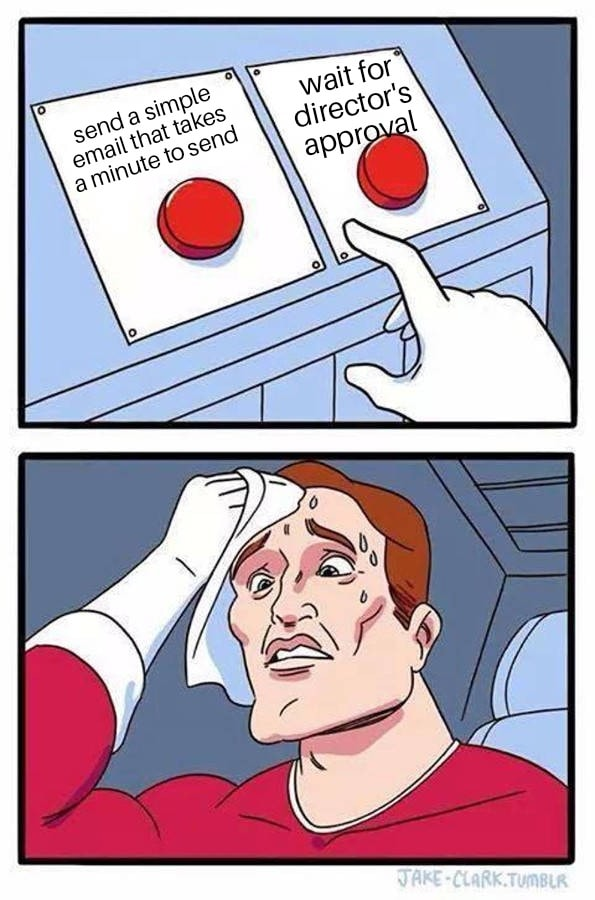 send a simple
email that takes
a minute to send
wait for
director's
approval
JAKE-CLARK.TUMBLR